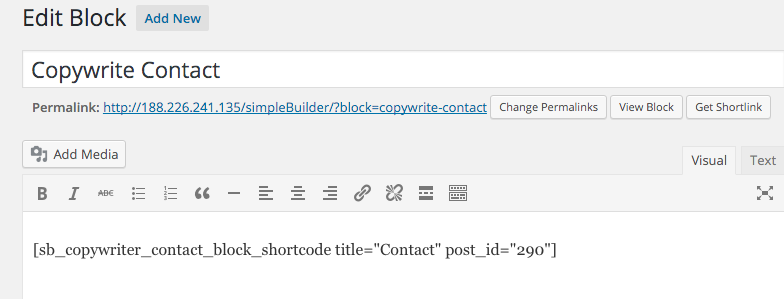 Edit Block Add New
Copywrite Contact
Permalink: http://188.226.241.135/simpleBuilder/?block=copywrite-contact Change Permalinks View Block Get Shortlink
Add Media
Visual Text
B I ABC
[sb_copywriter_contact_block_shortcode title="Contact" post_id="290"]